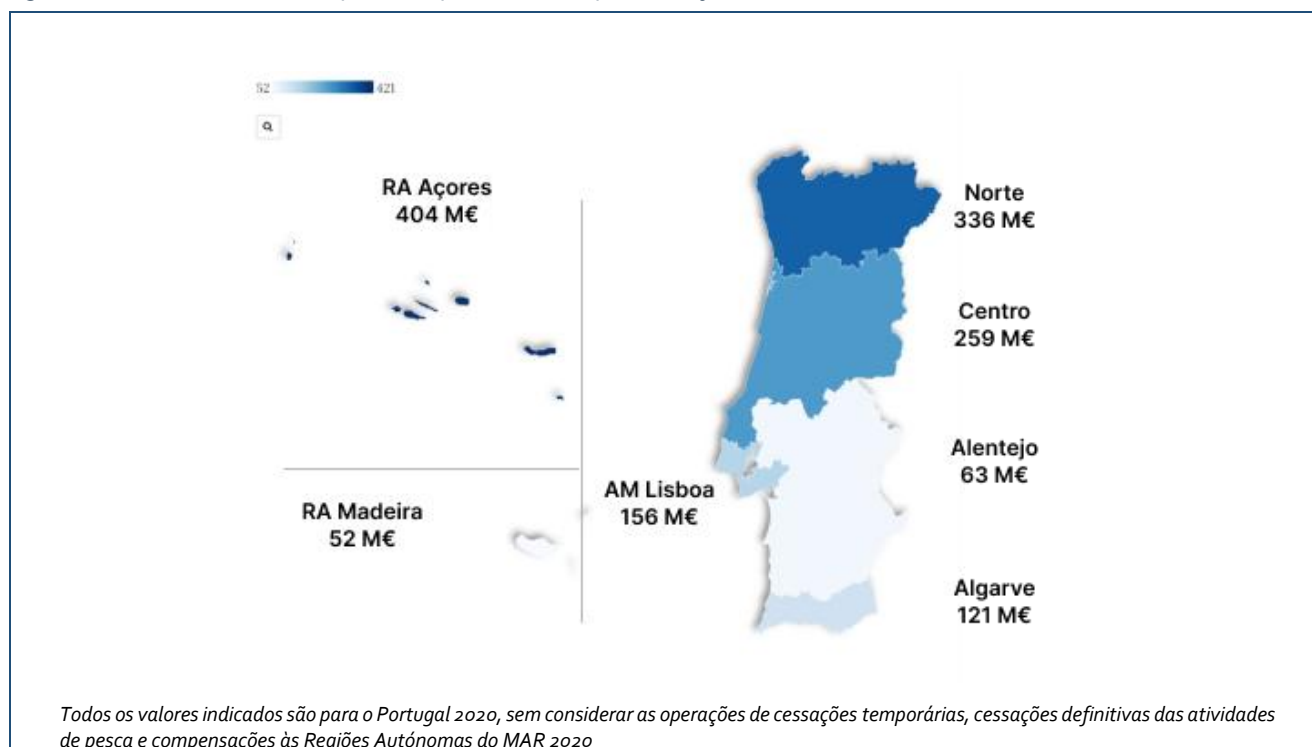 52 421
RA Açores
404 M€
Norte
336 M€
Centro
259 M€
Alentejo
63 M€
AM Lisboa
156 M€
RA Madeira
52 M€
Algarve
121 M€
Todos os valores indicados são para o Portugal 2020, sem considerar as operações de cessações temporárias, cessações definitivas das atividades
de pesca e compensações às Regiões Autónomas do MAR 2020